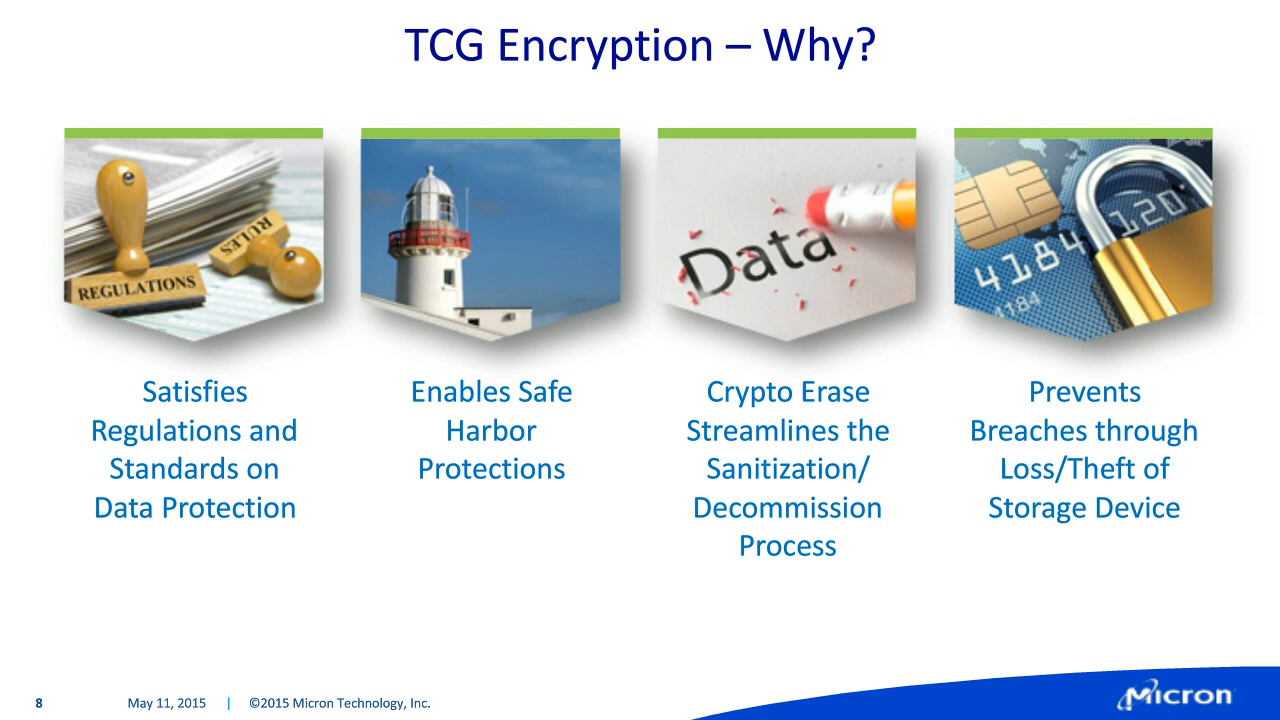 TCG Encryption – Why?
REGULATIONS
RULES
Data
4184
120
4184
Satisfies
Regulations and
Standards on
Data Protection
Enables Safe
Harbor
Protections
Crypto Erase
Streamlines the
Sanitization/
Decommission
Process
Prevents
Breaches through
Loss/Theft of
Storage Device
8 May 11, 2015 | ©2015 Micron Technology, Inc.
Micron